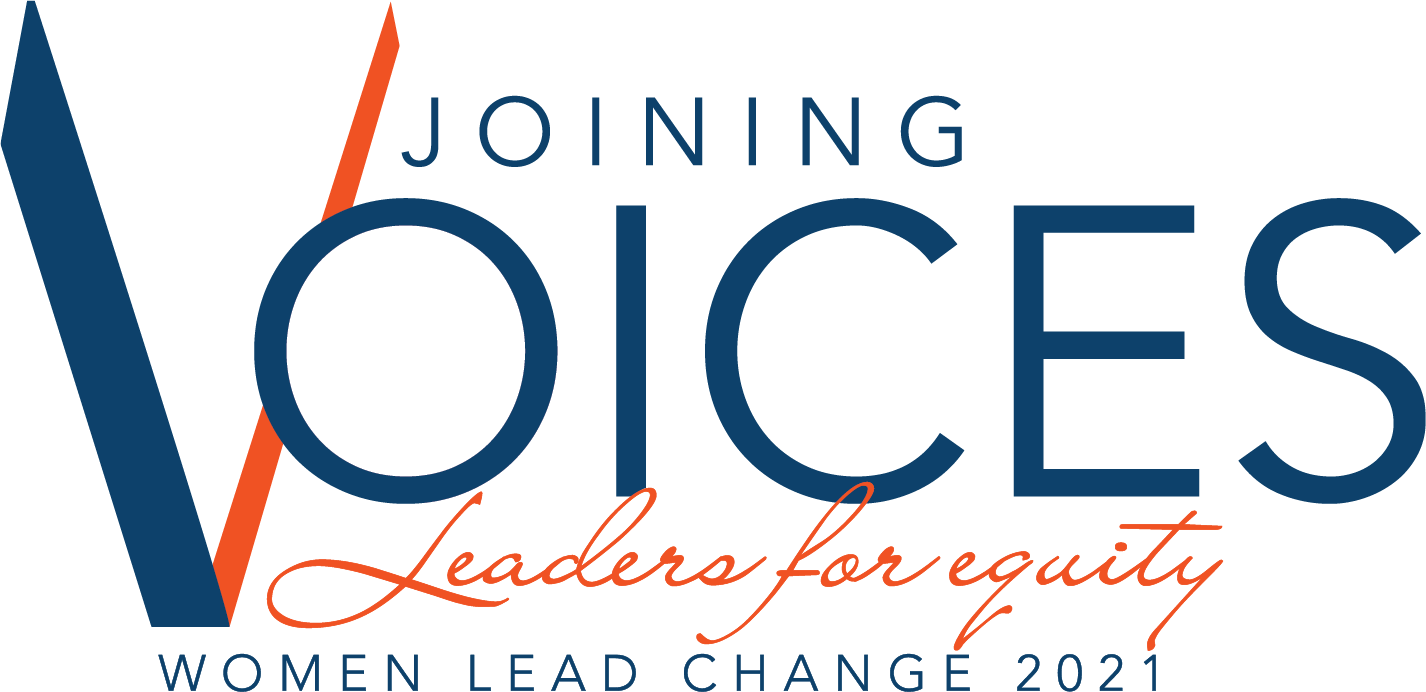 JOINING
VOICES
Leaders for equity
WOMEN LEAD CHANGE 2021